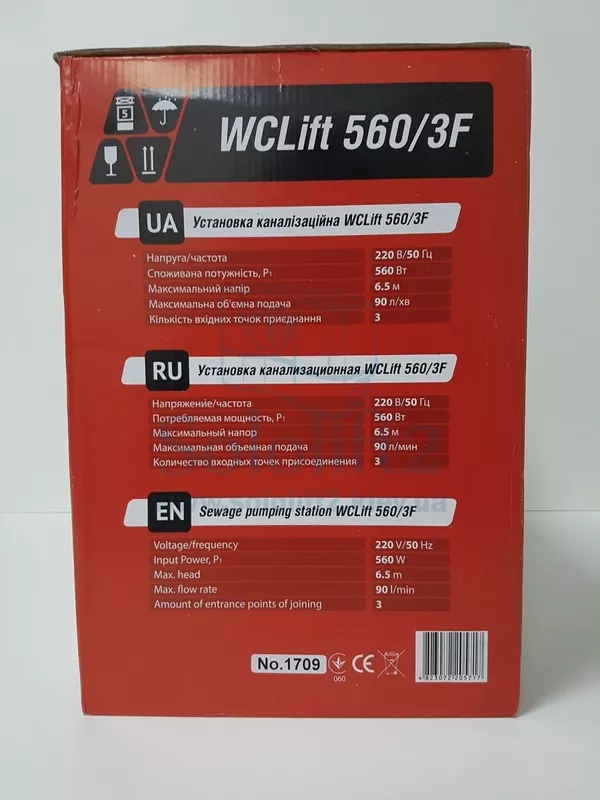 5
WCLift 560/3F
UA Установка каналізаційна WCLift 560/3F
Напруга/частота 220 В/50 Гц
Споживана потужність, P1 560 Вт
Максимальний напір 6.5 м
Максимальна об'ємна подача 90 л/хв
Кількість вхідних точок приєднання 3
RU Установка канализационная WCLift 560/3F
Напряжение/частота 220 В/50 Гц
Потребляемая мощность, P1 560 Вт
Максимальный напор 6.5 м
Максимальная объемная подача 90 л/мин
Количество входных точек присоединения 3
EN Sewage pumping station WCLift 560/3F
Voltage/frequency 220 V/50 Hz
Input Power, P1 560 W
Max. head 6.5 m
Max. flow rate 90 l/min
Amount of entrance points of joining 3
No.1709 CE
060
4823072205717